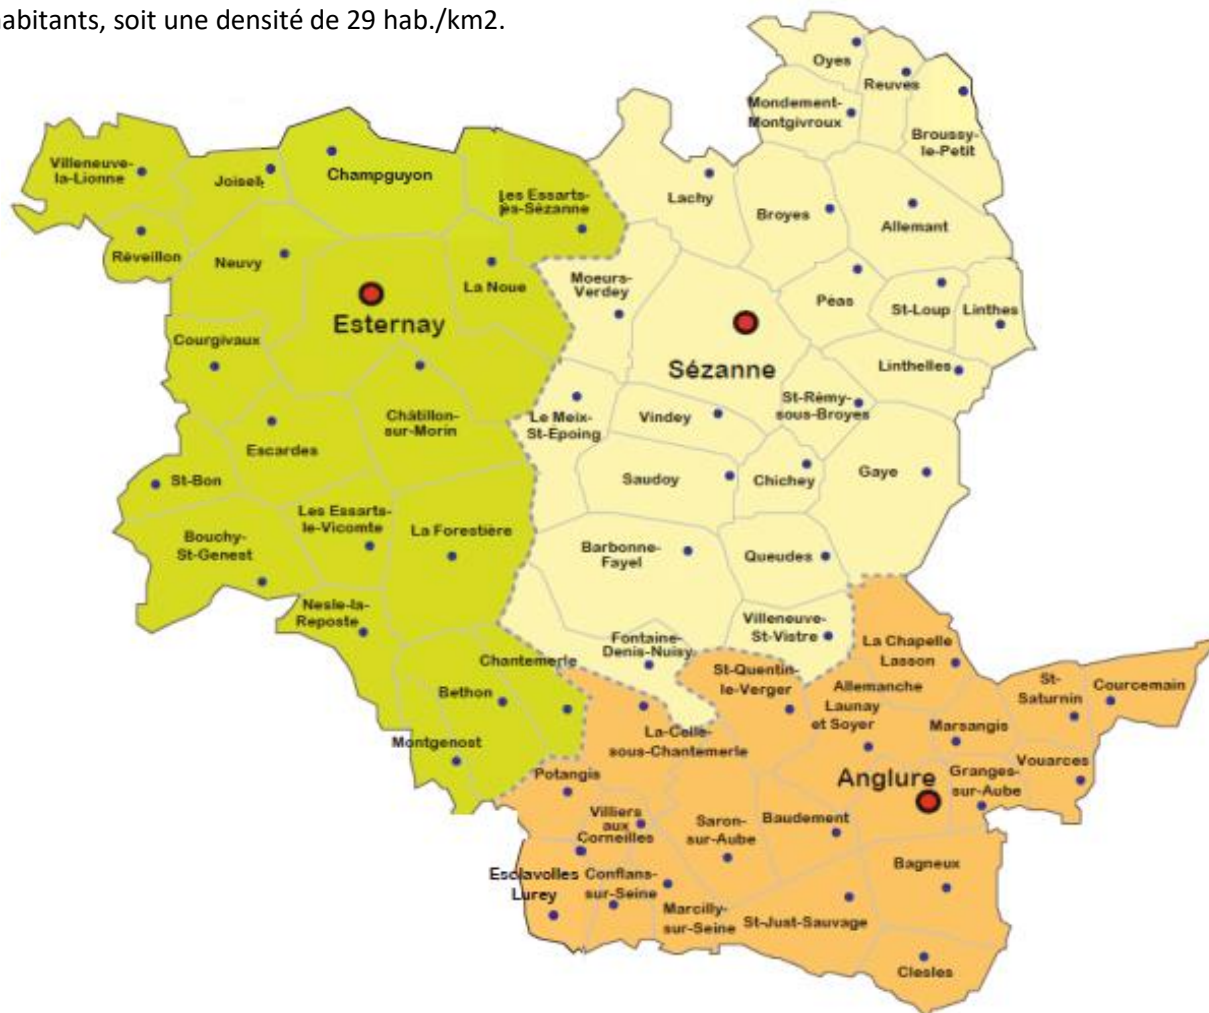 habitants, soit une densité de 29 hab./km2.
Oyes
Reuves
Mondement-
Montgivroux
Broussy-
le-Petit
Villeneuve-
la-Lionne
Joisel
Champguyon
Les Essarts-
lès-Sézanne
Lachy
Broyes
Allemant
Réveillon
Neuvy
La Noue
Moeurs-
Verdey
Péas
St-Loup
Linthes
Esternay
Courgivaux
Sézanne
Linthelles
St-Rémy-
sous-Broyes
Le Meix-
St-Epoing
Vindey
Châtillon-
sur-Morin
Escardes
St-Bon
Saudoy
Chichey
Gaye
Les Essarts-
le-Vicomte
La Forestière
Bouchy-
St-Genest
Barbonne-
Fayel
Queudes
Nesle-la-
Reposte
Villeneuve-
St-Vistre
Fontaine-
Denis-Nuisy
La Chapelle
Lasson
Chantemerle
St-Quentin-
le-Verger
Allemanche
Launay
et Soyer
St-
Saturnin
Courcemain
Bethon
Marsangis
Montgenost
La-Celle-
sous-Chantemerle
Vouarces
Potangis
Anglure
Granges-
sur-Aube
Villiers
aux
Corneilles
Saron-
sur-Aube
Baudement
Bagneux
Esclavolles
Lurey
Conflans-
sur-Seine
Marcilly-
sur-Seine
St-Just-Sauvage
Clesles